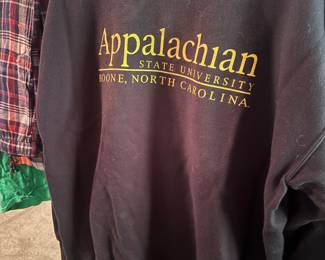 Appalachian
STATE UNIVERSITY
BOONE, NORTH CAROLINA